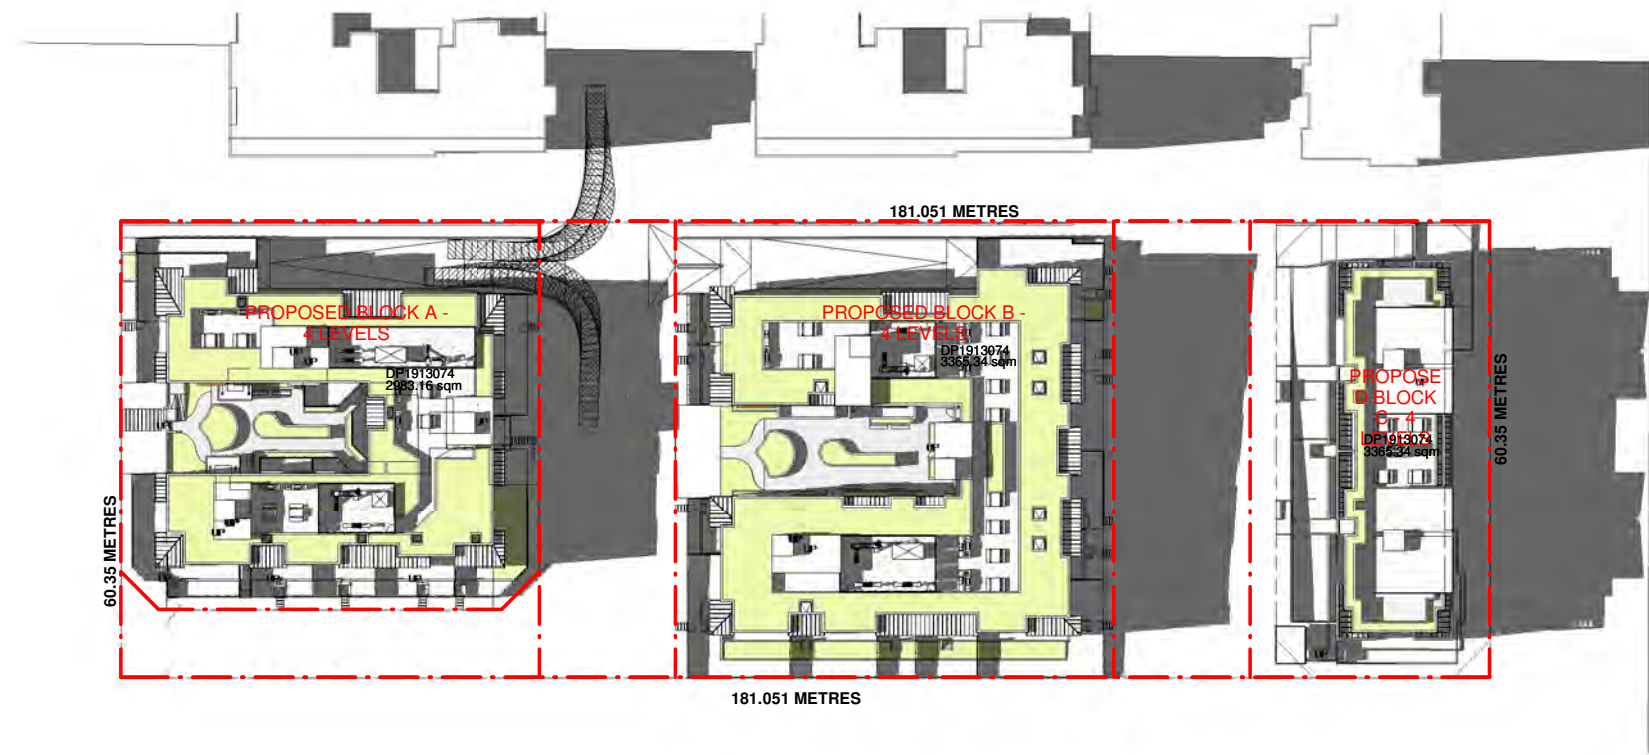 181.051 METRES
PROPOSED BLOCK A -
4 LEVELS
DP1913074
2983.16 sqm
PROPOSED BLOCK B -
4 LEVELS
DP1913074
3365.34 sqm
PROPOSE
D BLOCK
C - 4
LEVELS
DP1913074
3365.34 sqm
60.35 METRES
60.35 METRES
181.051 METRES